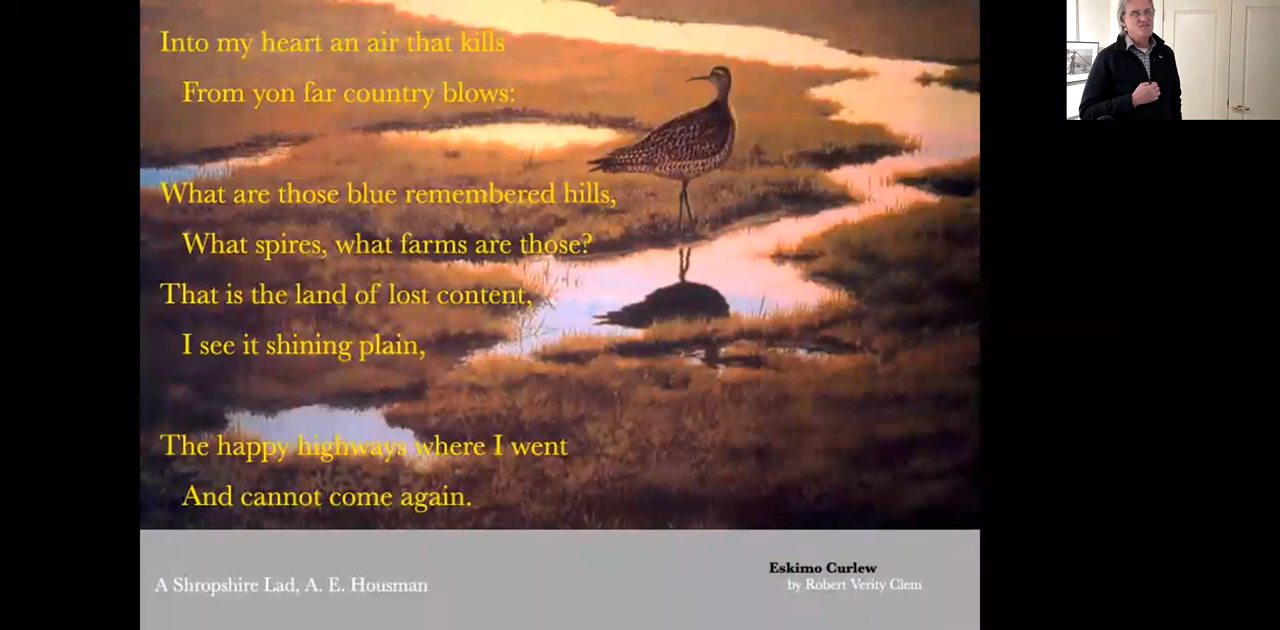 Into my heart an air that kills
From yon far country blows:
What are those blue remembered hills,
What spires, what farms are those?
That is the land of lost content,
I see it shining plain,
The happy highways where I went
And cannot come again.
A Shropshire Lad, A. E. Housman
Eskimo Curlew
by Robert Verity Clem